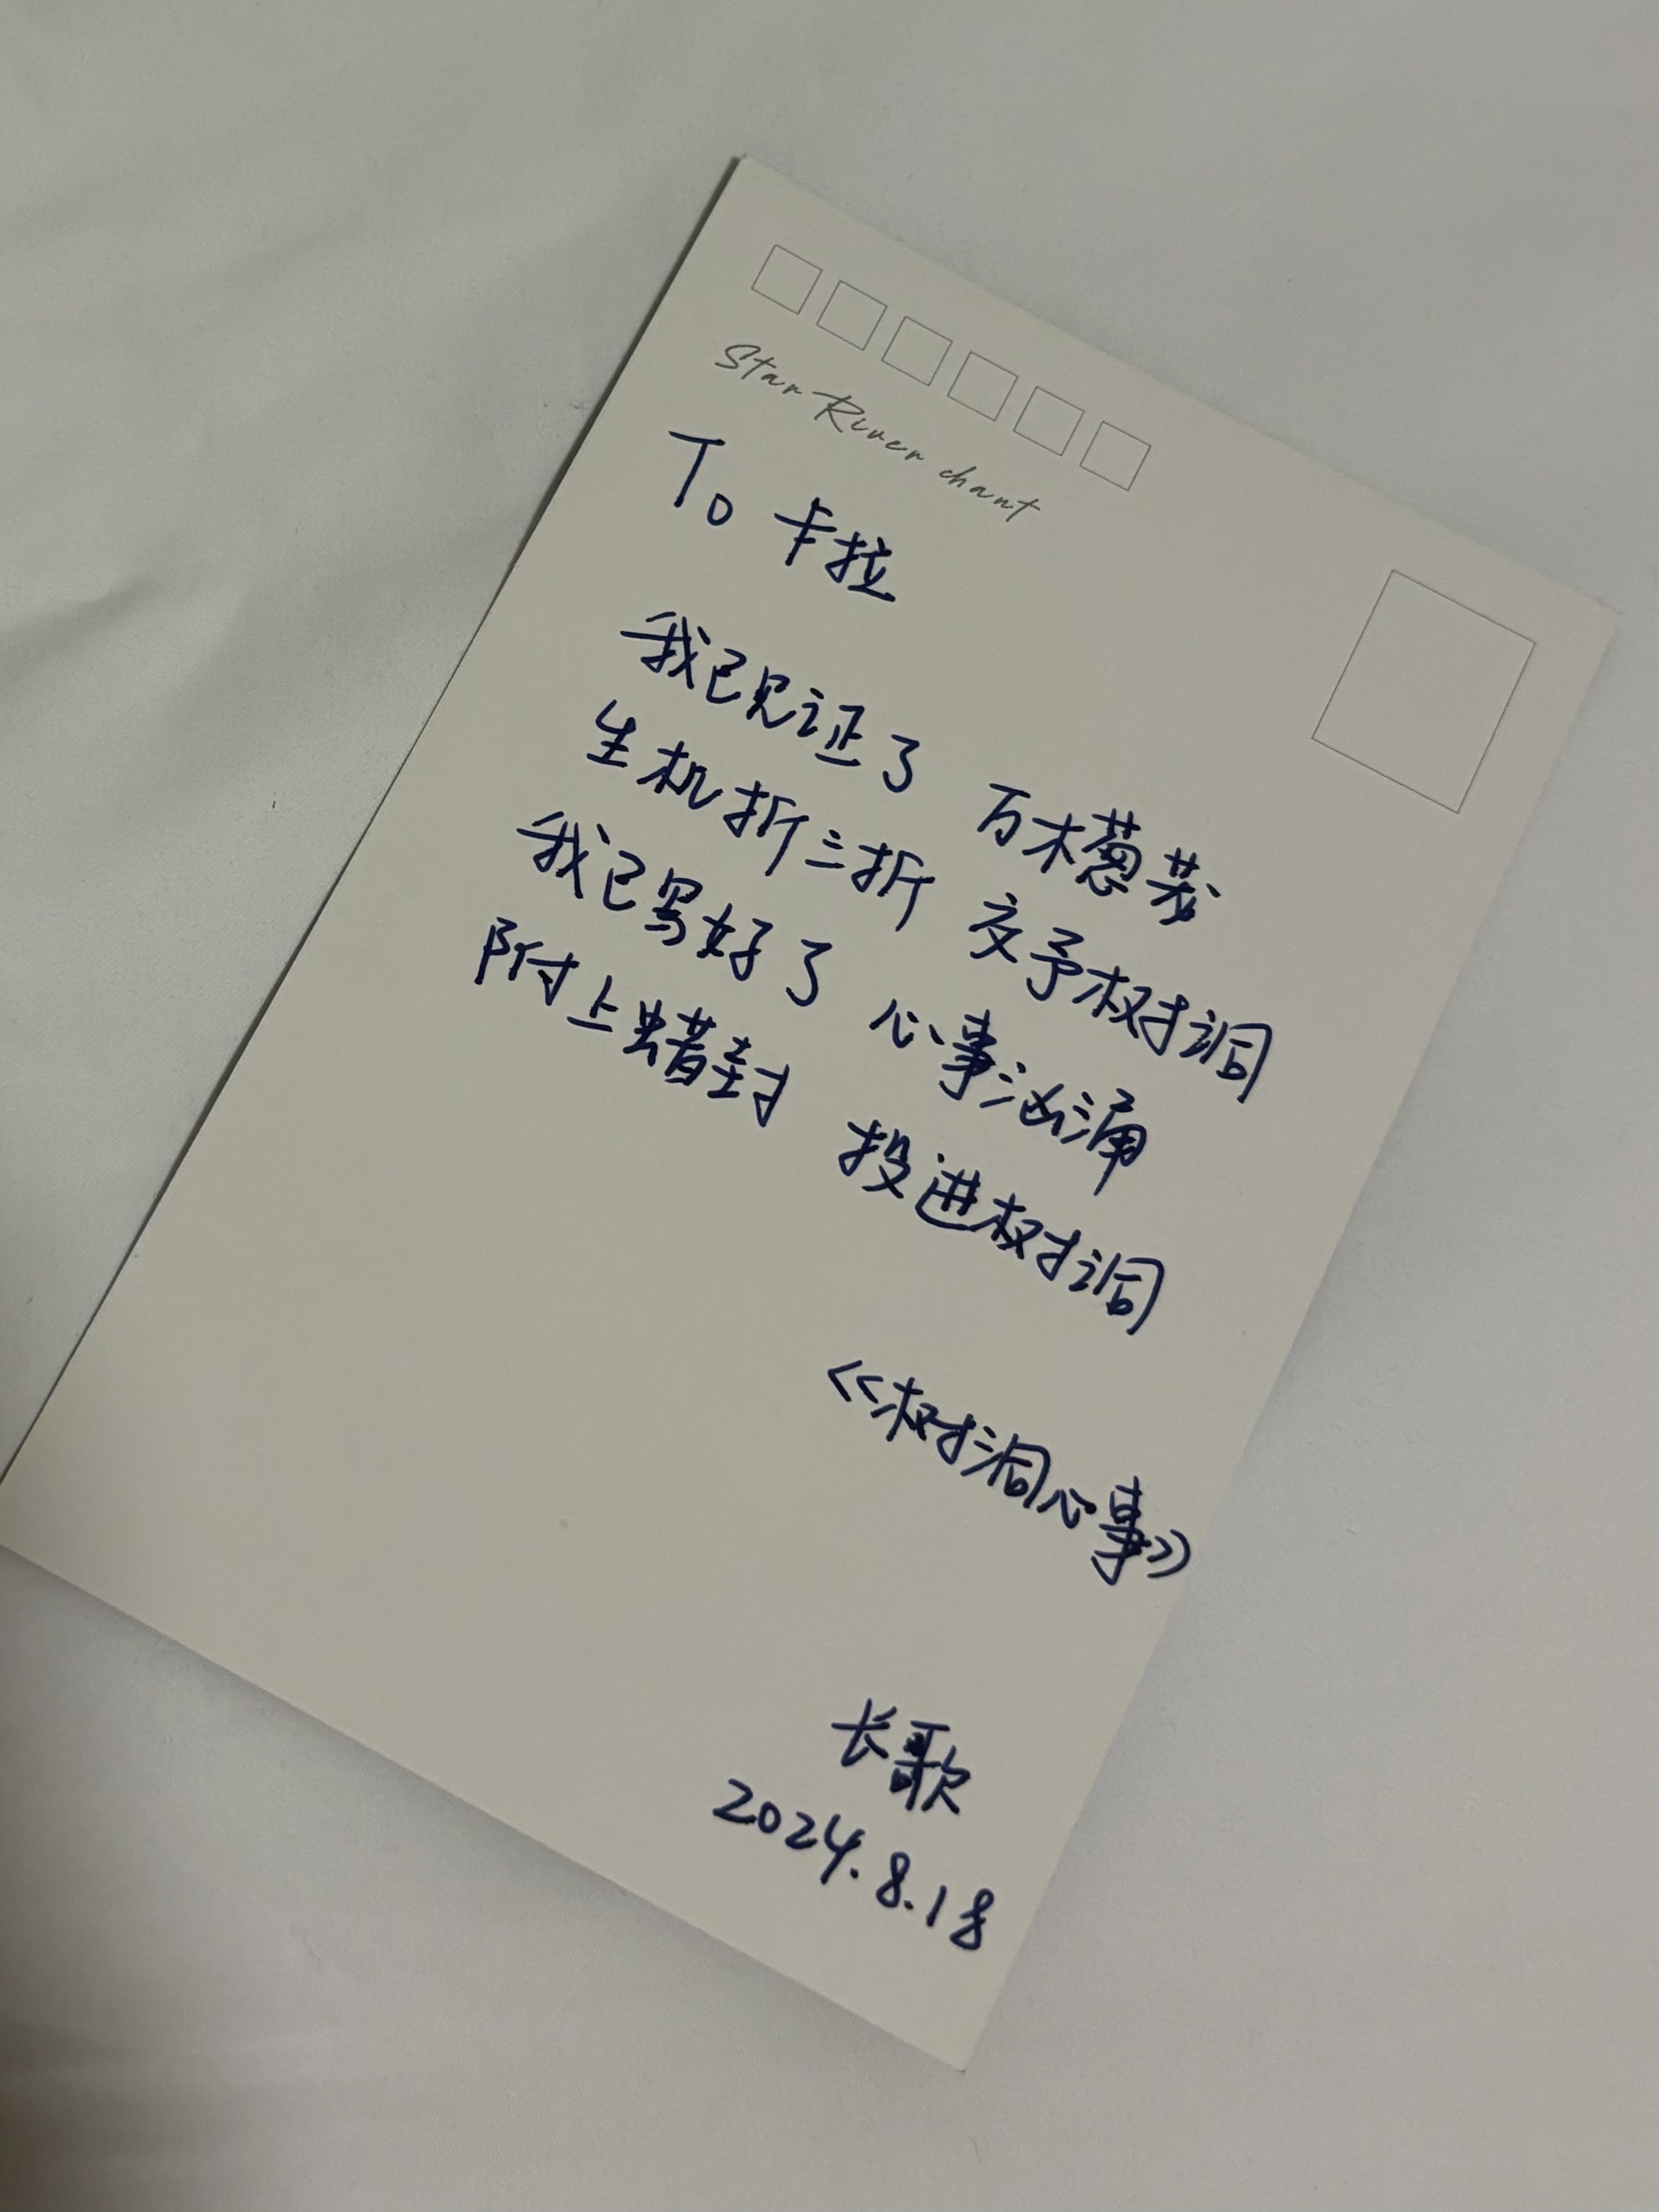 Star River chant
To 卡拉
我已见证了 万木葱茏
生机折三折 交予树洞
我已写好了 心事汹涌
附上蜡封 投进树洞
《树洞心事》
长歌
2024.8.18